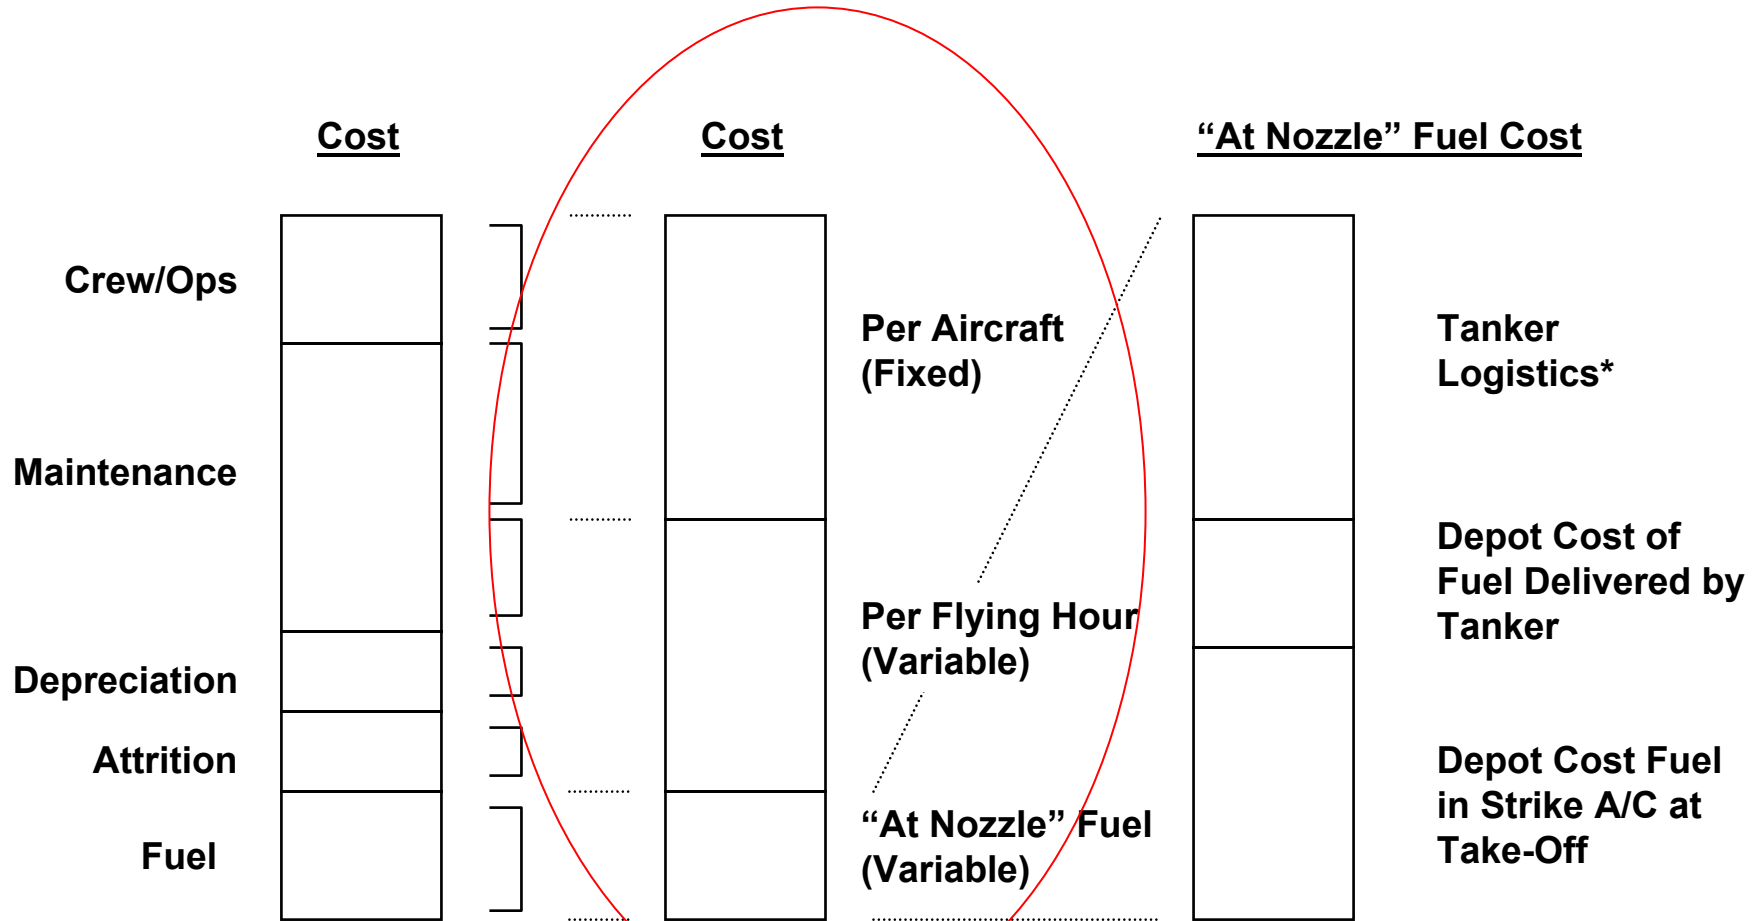 Cost
Cost
“At Nozzle” Fuel Cost
Crew/Ops
Maintenance
Depreciation
Attrition
Fuel
Per Aircraft
(Fixed)
Per Flying Hour
(Variable)
“At Nozzle” Fuel
(Variable)
Tanker
Logistics*
Depot Cost of
Fuel Delivered by
Tanker
Depot Cost Fuel
in Strike A/C at
Take-Off